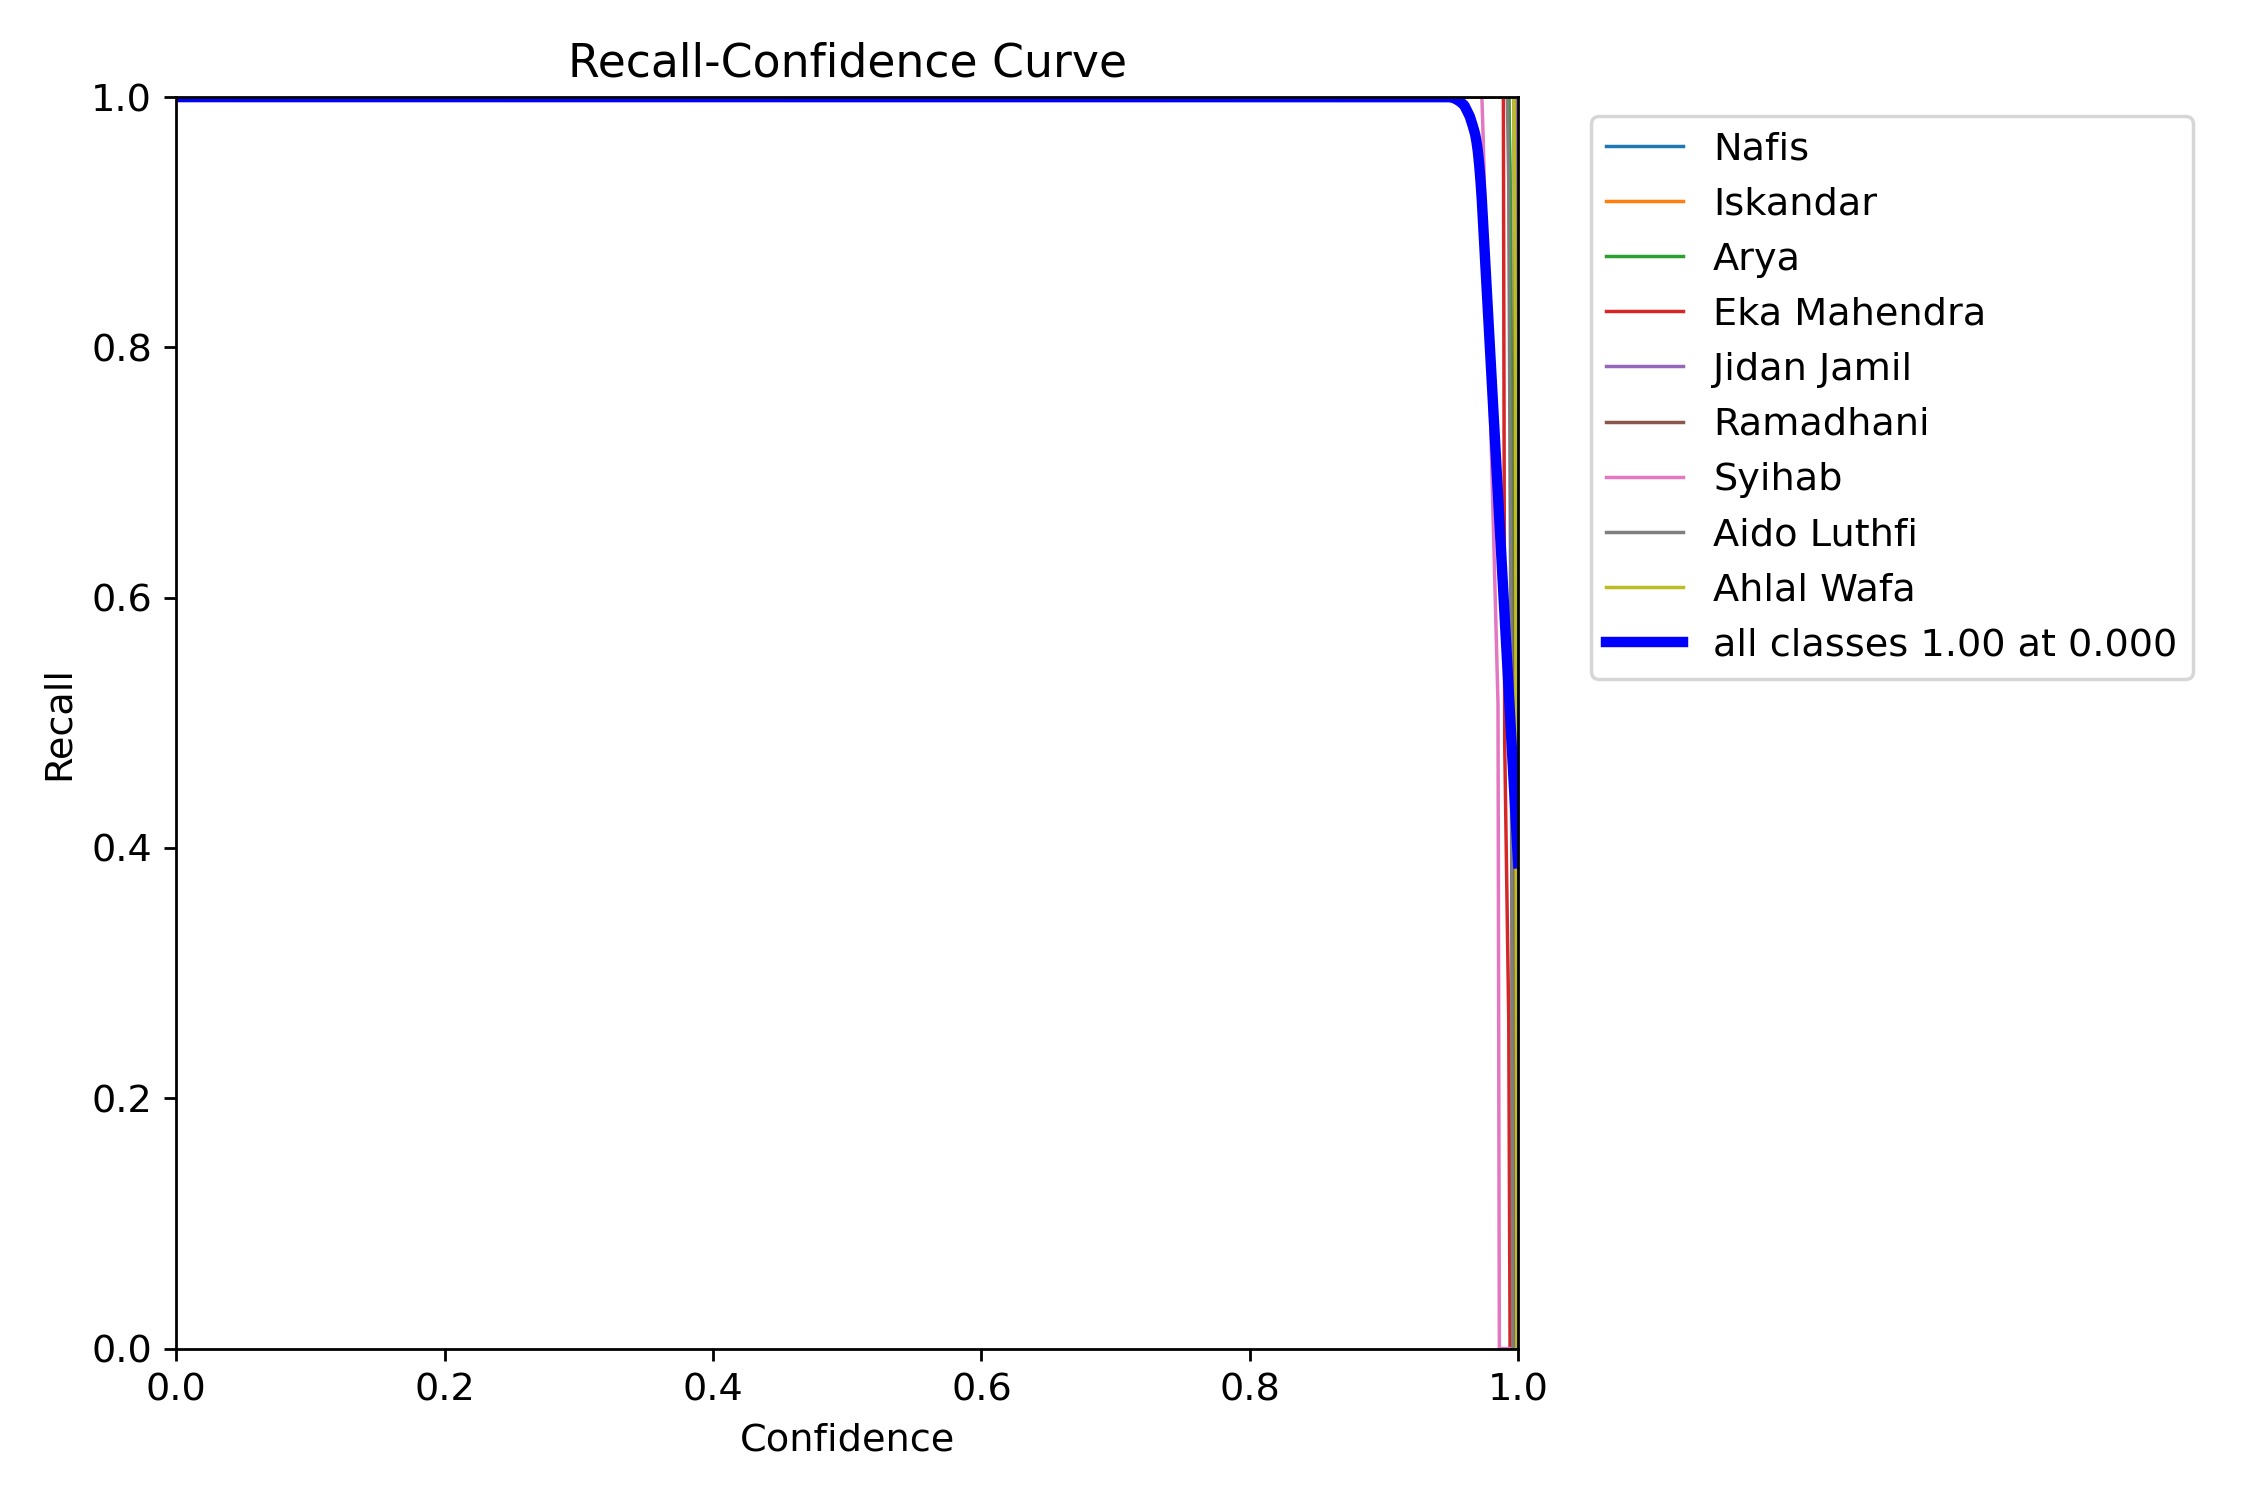 Recall-Confidence Curve
1.0
0.8
0.6
0.4
0.2
0.0
Recall
0.0 0.2 0.4 0.6 0.8 1.0
Confidence
Nafis
Iskandar
Arya
Eka Mahendra
Jidan Jamil
Ramadhani
Syihab
Aido Luthfi
Ahlal Wafa
all classes 1.00 at 0.000